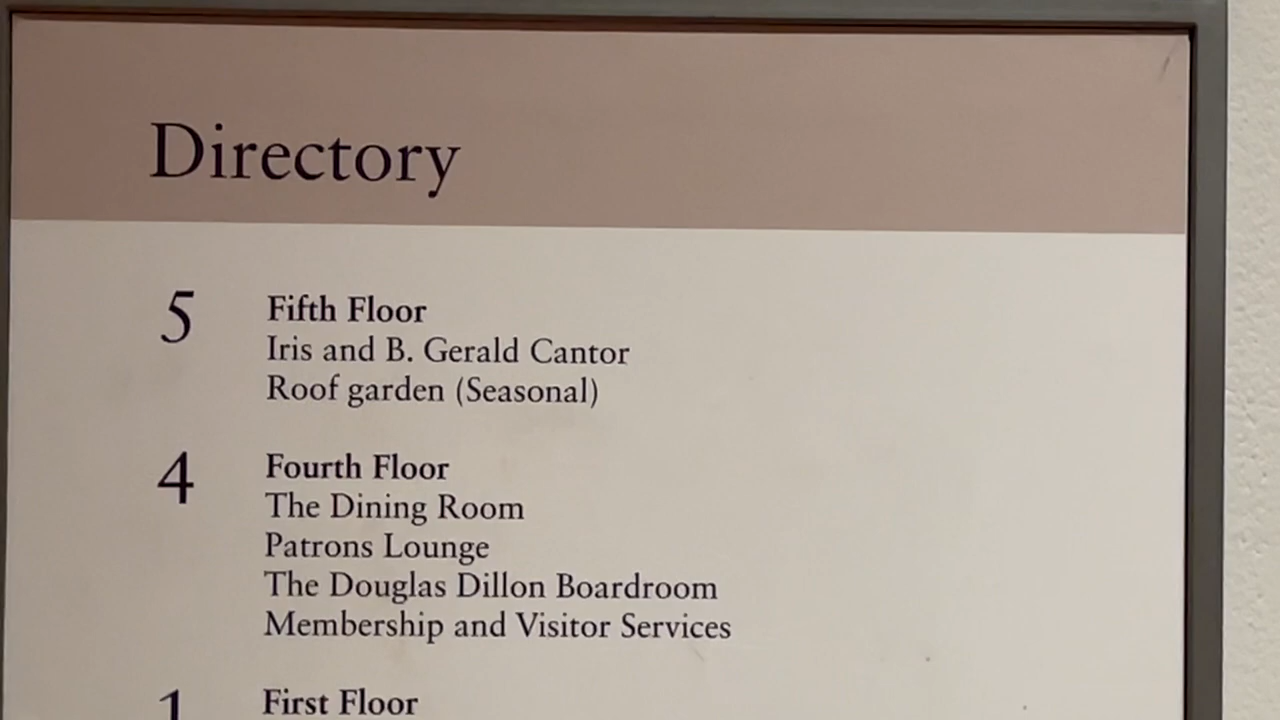 Directory
5 Fifth Floor
Iris and B. Gerald Cantor
Roof garden (Seasonal)
4 Fourth Floor
The Dining Room
Patrons Lounge
The Douglas Dillon Boardroom
Membership and Visitor Services
1 First Floor